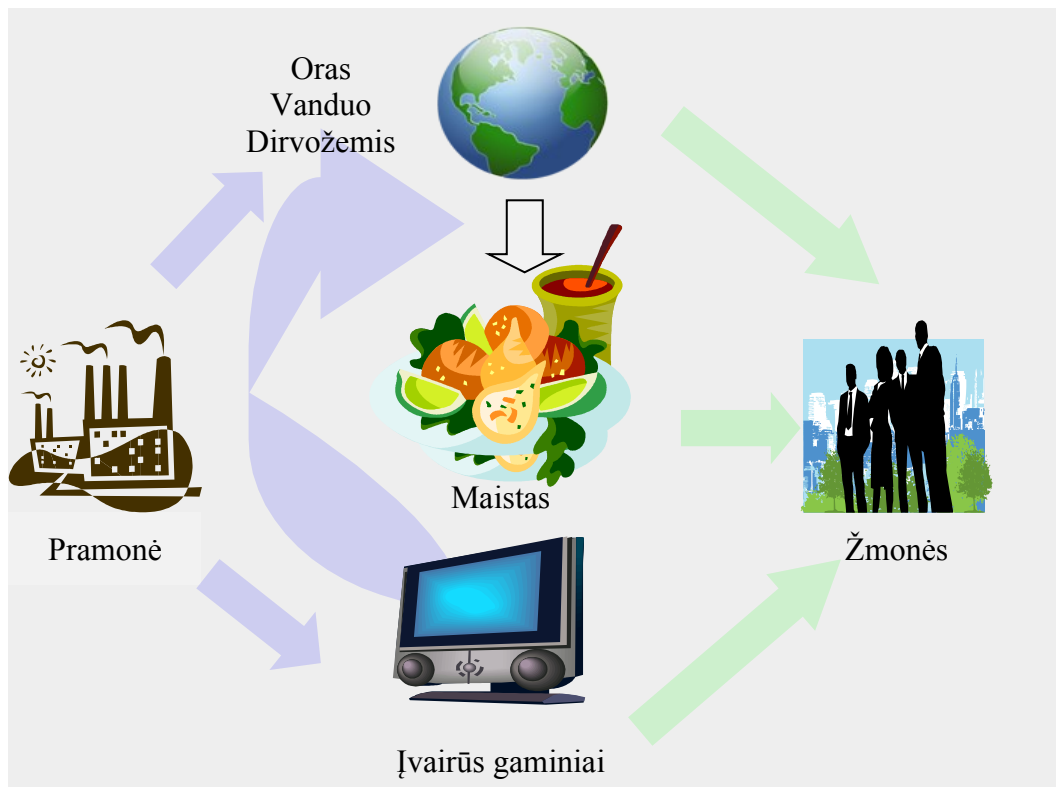 Oras
Vanduo
Dirvožemis
Maistas
Pramonė
Žmonės
Įvairūs gaminiai